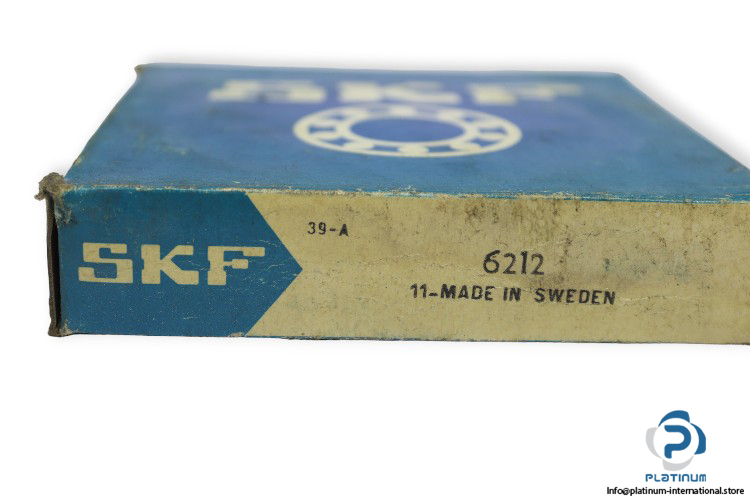 SKF
39-A
SKF
6212
11-MADE IN SWEDEN
PLATINUM
Info@platinum-international.store